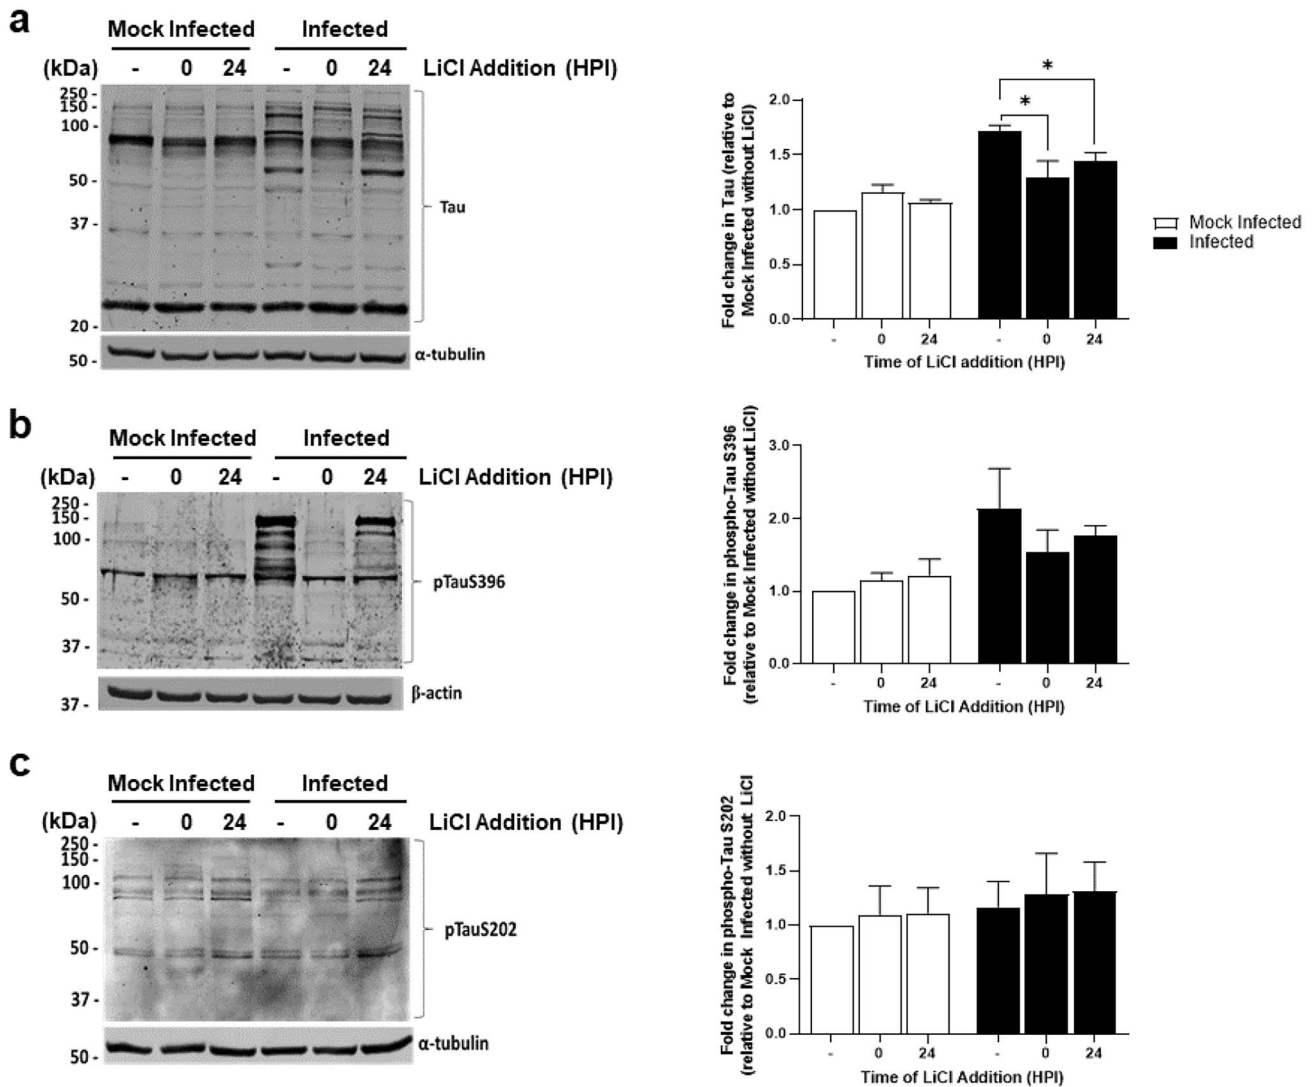 a
Mock Infected Infected
(kDa) - 0 24 - 0 24 LiCl Addition (HPI)
250 -
150 -
100 -
50 -
37 -
20 -
Tau
50 -
α-tubulin
Fold change in Tau (relative to
Mock Infected without LiCl)
2.0
1.5
1.0
0.5
0.0
*
*
- 0 24 - 0 24
Time of LiCl addition (HPI)
Mock Infected
Infected
b
Mock Infected Infected
(kDa) - 0 24 - 0 24 LiCl Addition (HPI)
250 -
150 -
100 -
50 -
37 -
pTauS396
37 -
β-actin
Fold change in phospho-Tau S396
(relative to Mock Infected without LiCl)
3.0
2.0
1.0
0.0
- 0 24 - 0 24
Time of LiCl Addition (HPI)
c
Mock Infected Infected
(kDa) - 0 24 - 0 24 LiCl Addition (HPI)
250 -
150 -
100 -
50 -
37 -
pTauS202
50 -
α-tubulin
Fold change in phospho-Tau S202
(relative to Mock Infected without LiCl
2.0
1.5
1.0
0.5
0.0
- 0 24 - 0 24
Time of LiCl Addition (HPI)